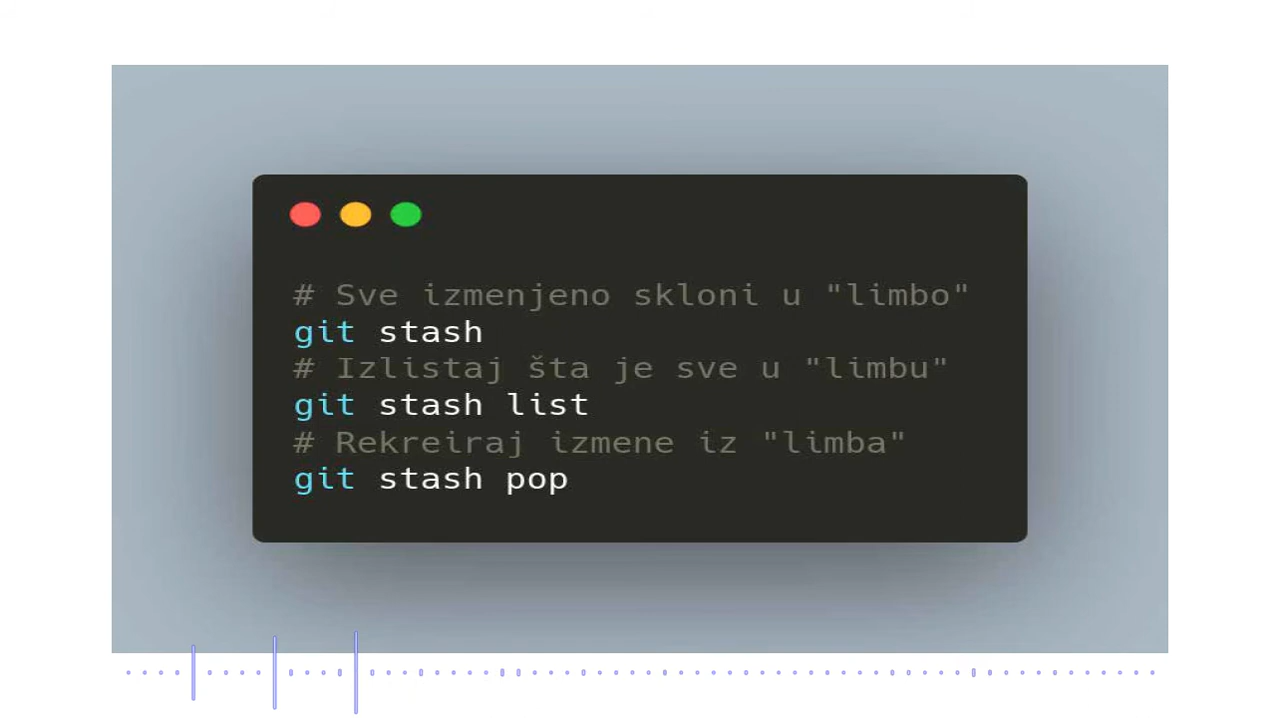 # Sve izmenjeno skloni u "limbo"
git stash
# Izlistaj šta je sve u "limbu"
git stash list
# Rekreiraj izmene iz "limba"
git stash pop